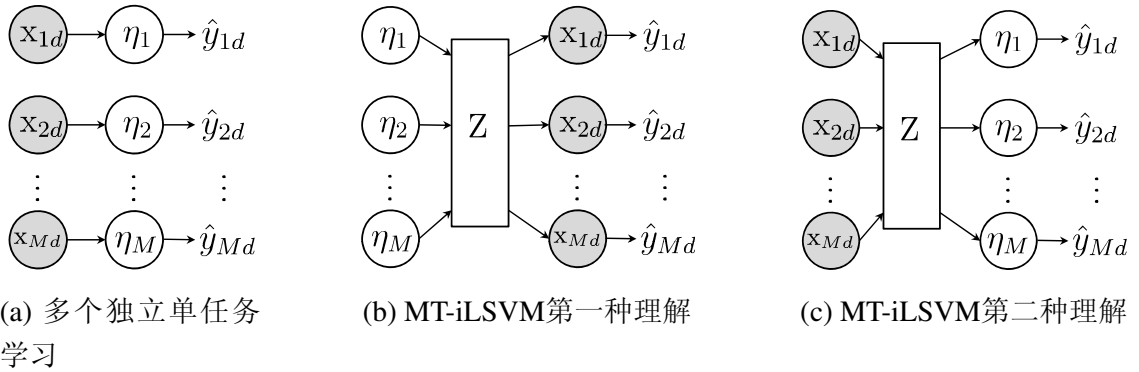 x1d η1 ŷ1d
x2d η2 ŷ2d
⋮ ⋮ ⋮
xMd ηM ŷMd
(a) 多个独立单任务
学习
η1 Z x1d ŷ1d
η2 x2d ŷ2d
⋮ ⋮ ⋮
ηM xMd ŷMd
(b) MT-iLSVM第一种理解
x1d Z η1 ŷ1d
x2d η2 ŷ2d
⋮ ⋮ ⋮
xMd ηM ŷMd
(c) MT-iLSVM第二种理解